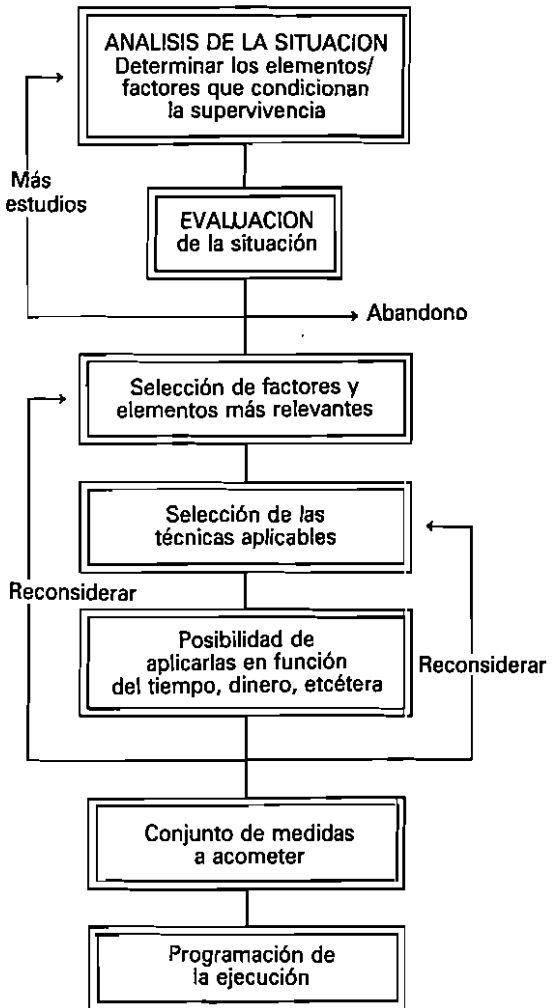 ANALISIS DE LA SITUACION
Determinar los elementos/
factores que condicionan
la supervivencia
Más
estudios
EVALUACION
de la situación
Abandono
Selección de factores y
elementos más relevantes
Selección de las
técnicas aplicables
Reconsiderar
Posibilidad de
aplicarlas en función
del tiempo, dinero, etcétera
Reconsiderar
Conjunto de medidas
a acometer
Programación de
la ejecución